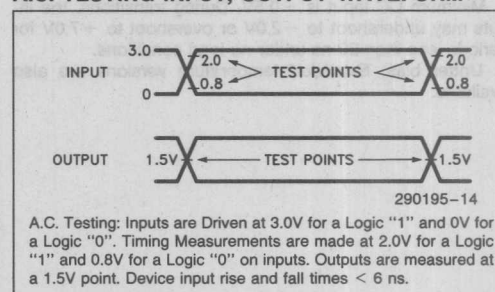 3.0
INPUT
0
2.0
0.8
TEST POINTS
2.0
0.8
OUTPUT
1.5V
TEST POINTS
1.5V
290195–14
A.C. Testing: Inputs are Driven at 3.0V for a Logic "1" and 0V for
a Logic "0". Timing Measurements are made at 2.0V for a Logic
"1" and 0.8V for a Logic "0" on inputs. Outputs are measured at
a 1.5V point. Device input rise and fall times < 6 ns.